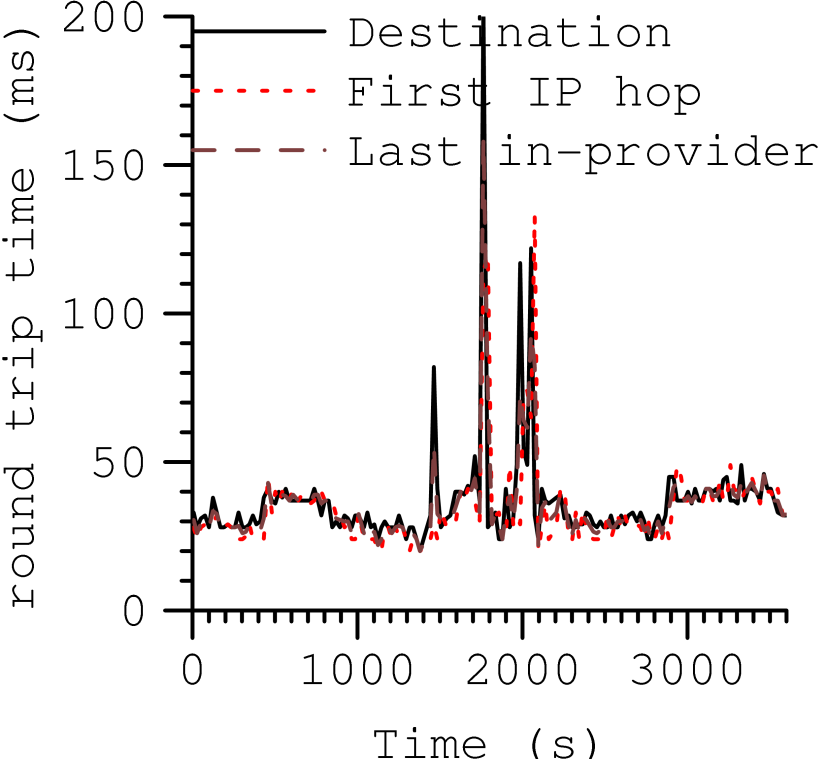 200
Destination
First IP hop
150
Last in-provider
round trip time (ms)
100
50
0
0 1000 2000 3000
Time (s)